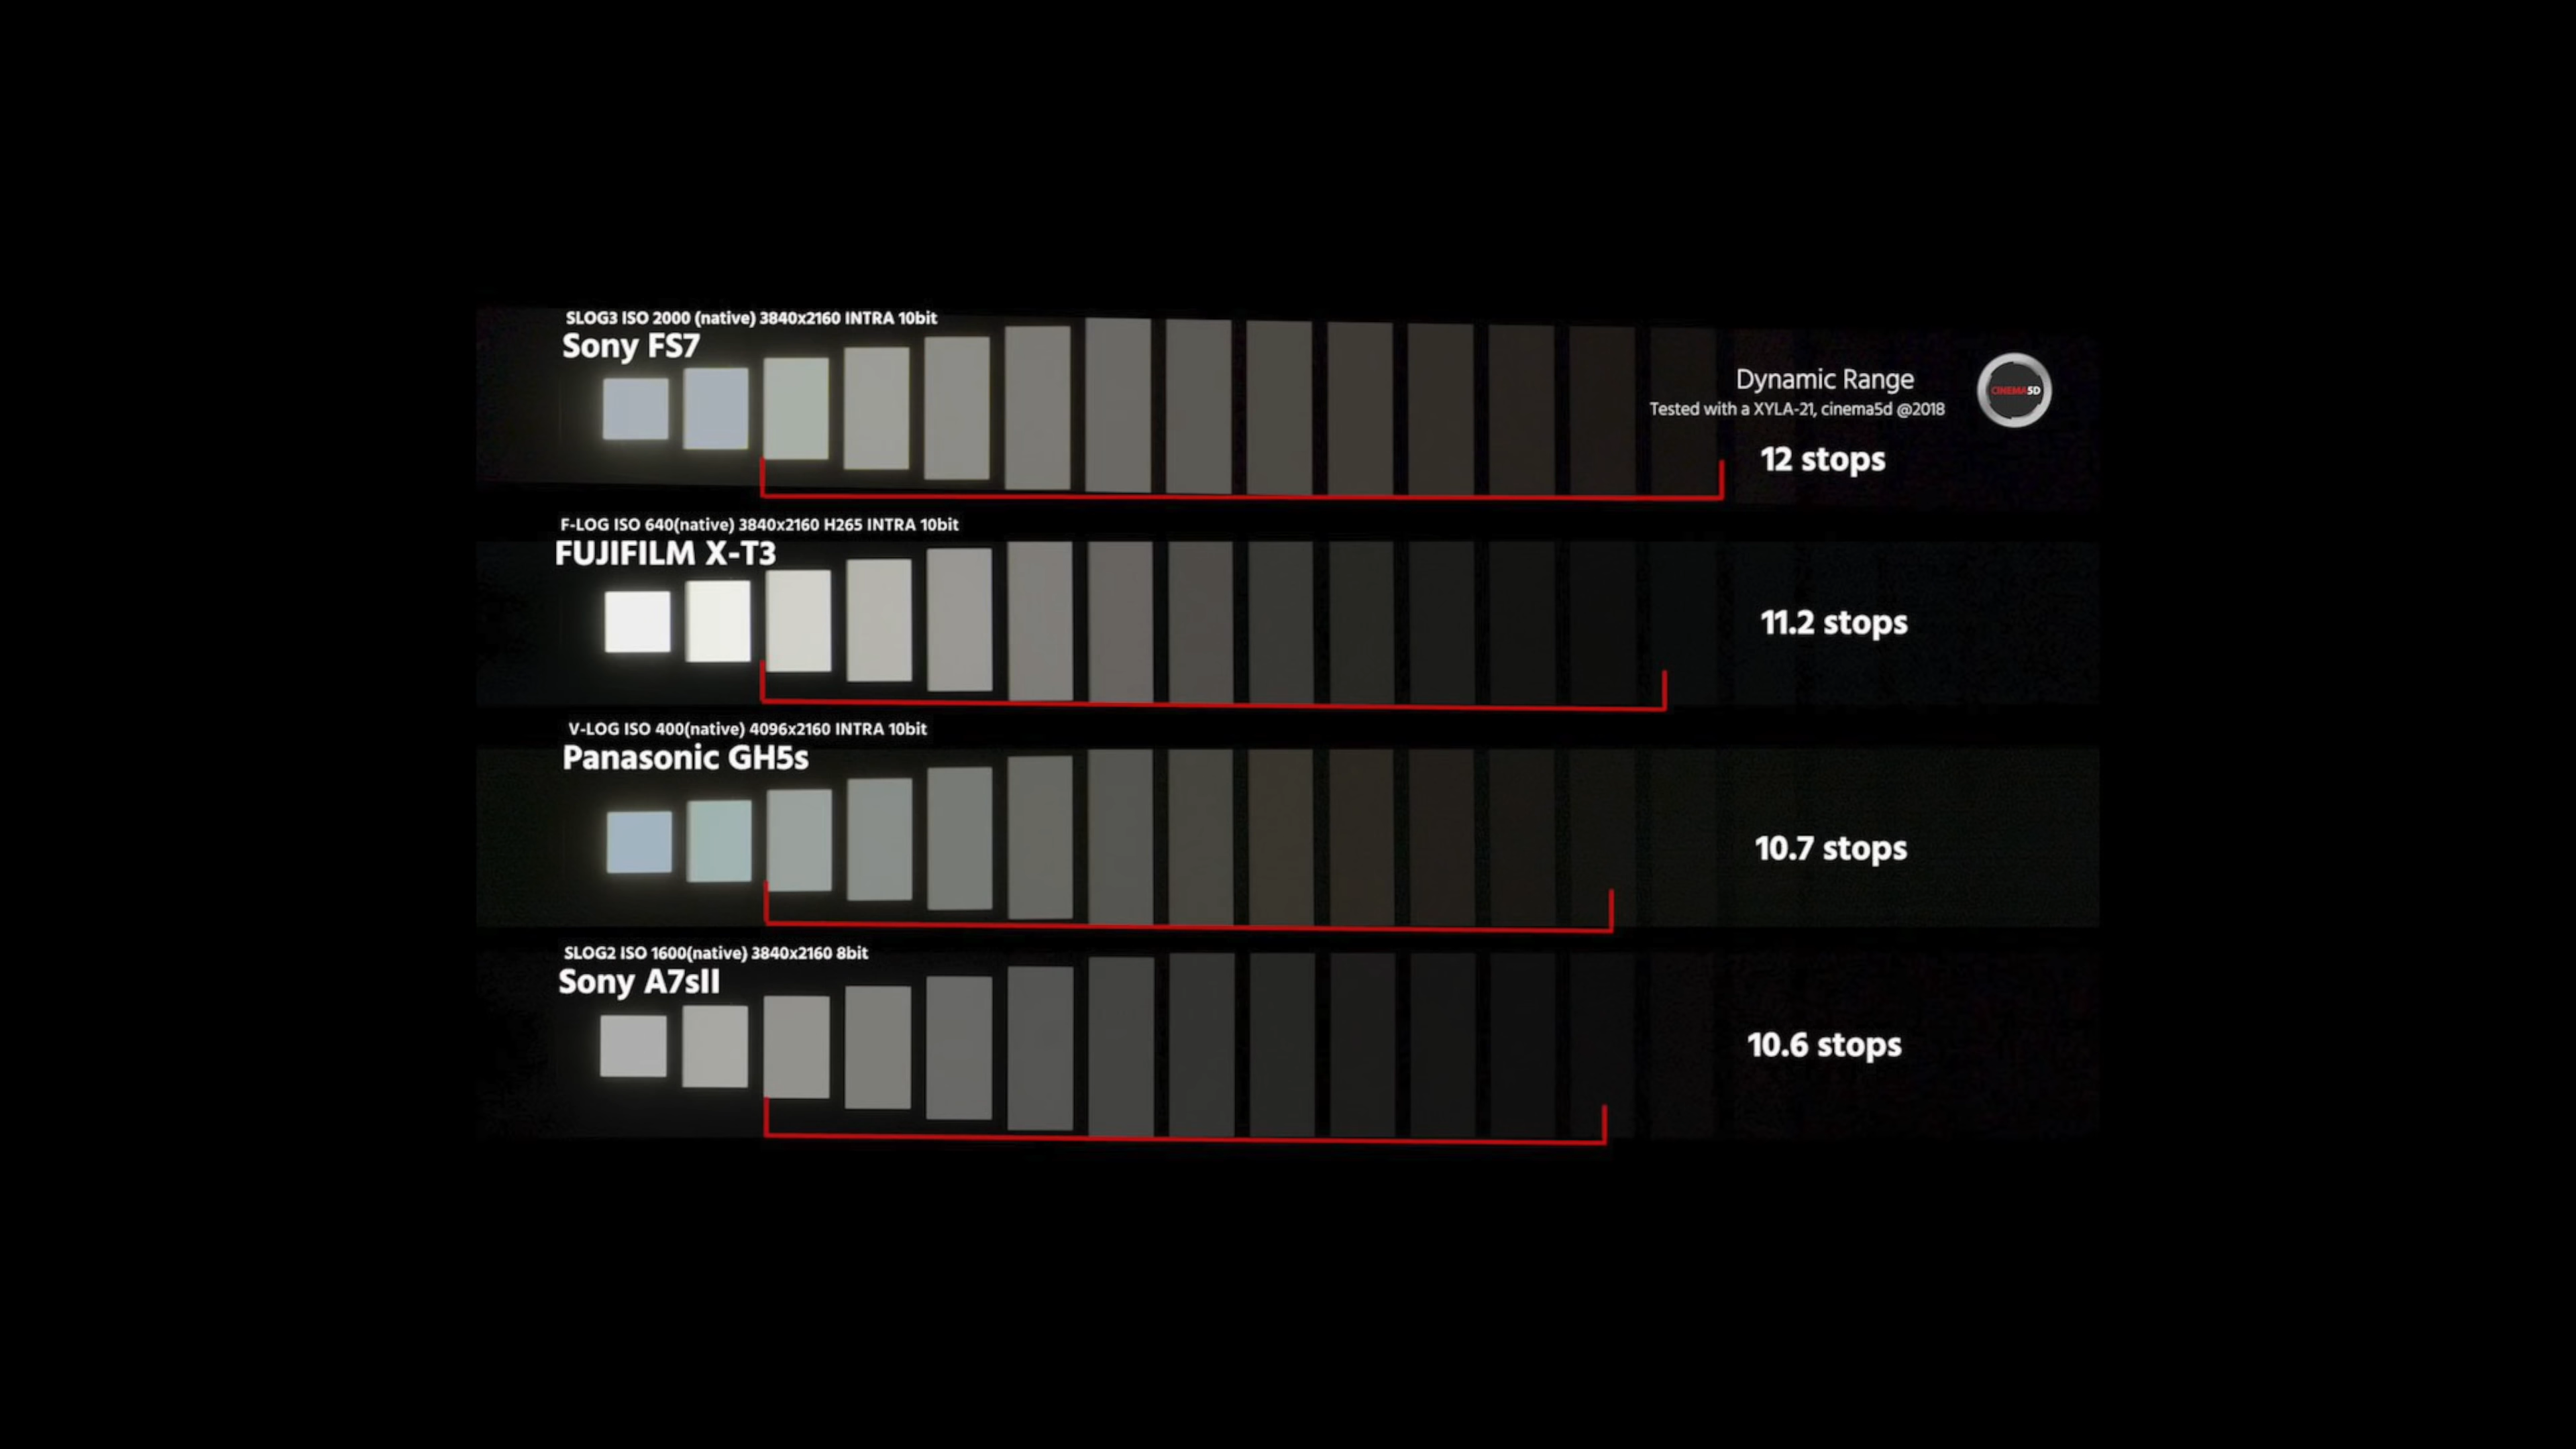 SLOG3 ISO 2000 (native) 3840x2160 INTRA 10bit
Sony FS7
Dynamic Range
Tested with a XYLA-21, cinema5d @2018
CINEMA5D
12 stops
F-LOG ISO 640(native) 3840x2160 H265 INTRA 10bit
FUJIFILM X-T3
11.2 stops
V-LOG ISO 400(native) 4096x2160 INTRA 10bit
Panasonic GH5s
10.7 stops
SLOG2 ISO 1600(native) 3840x2160 8bit
Sony A7sII
10.6 stops